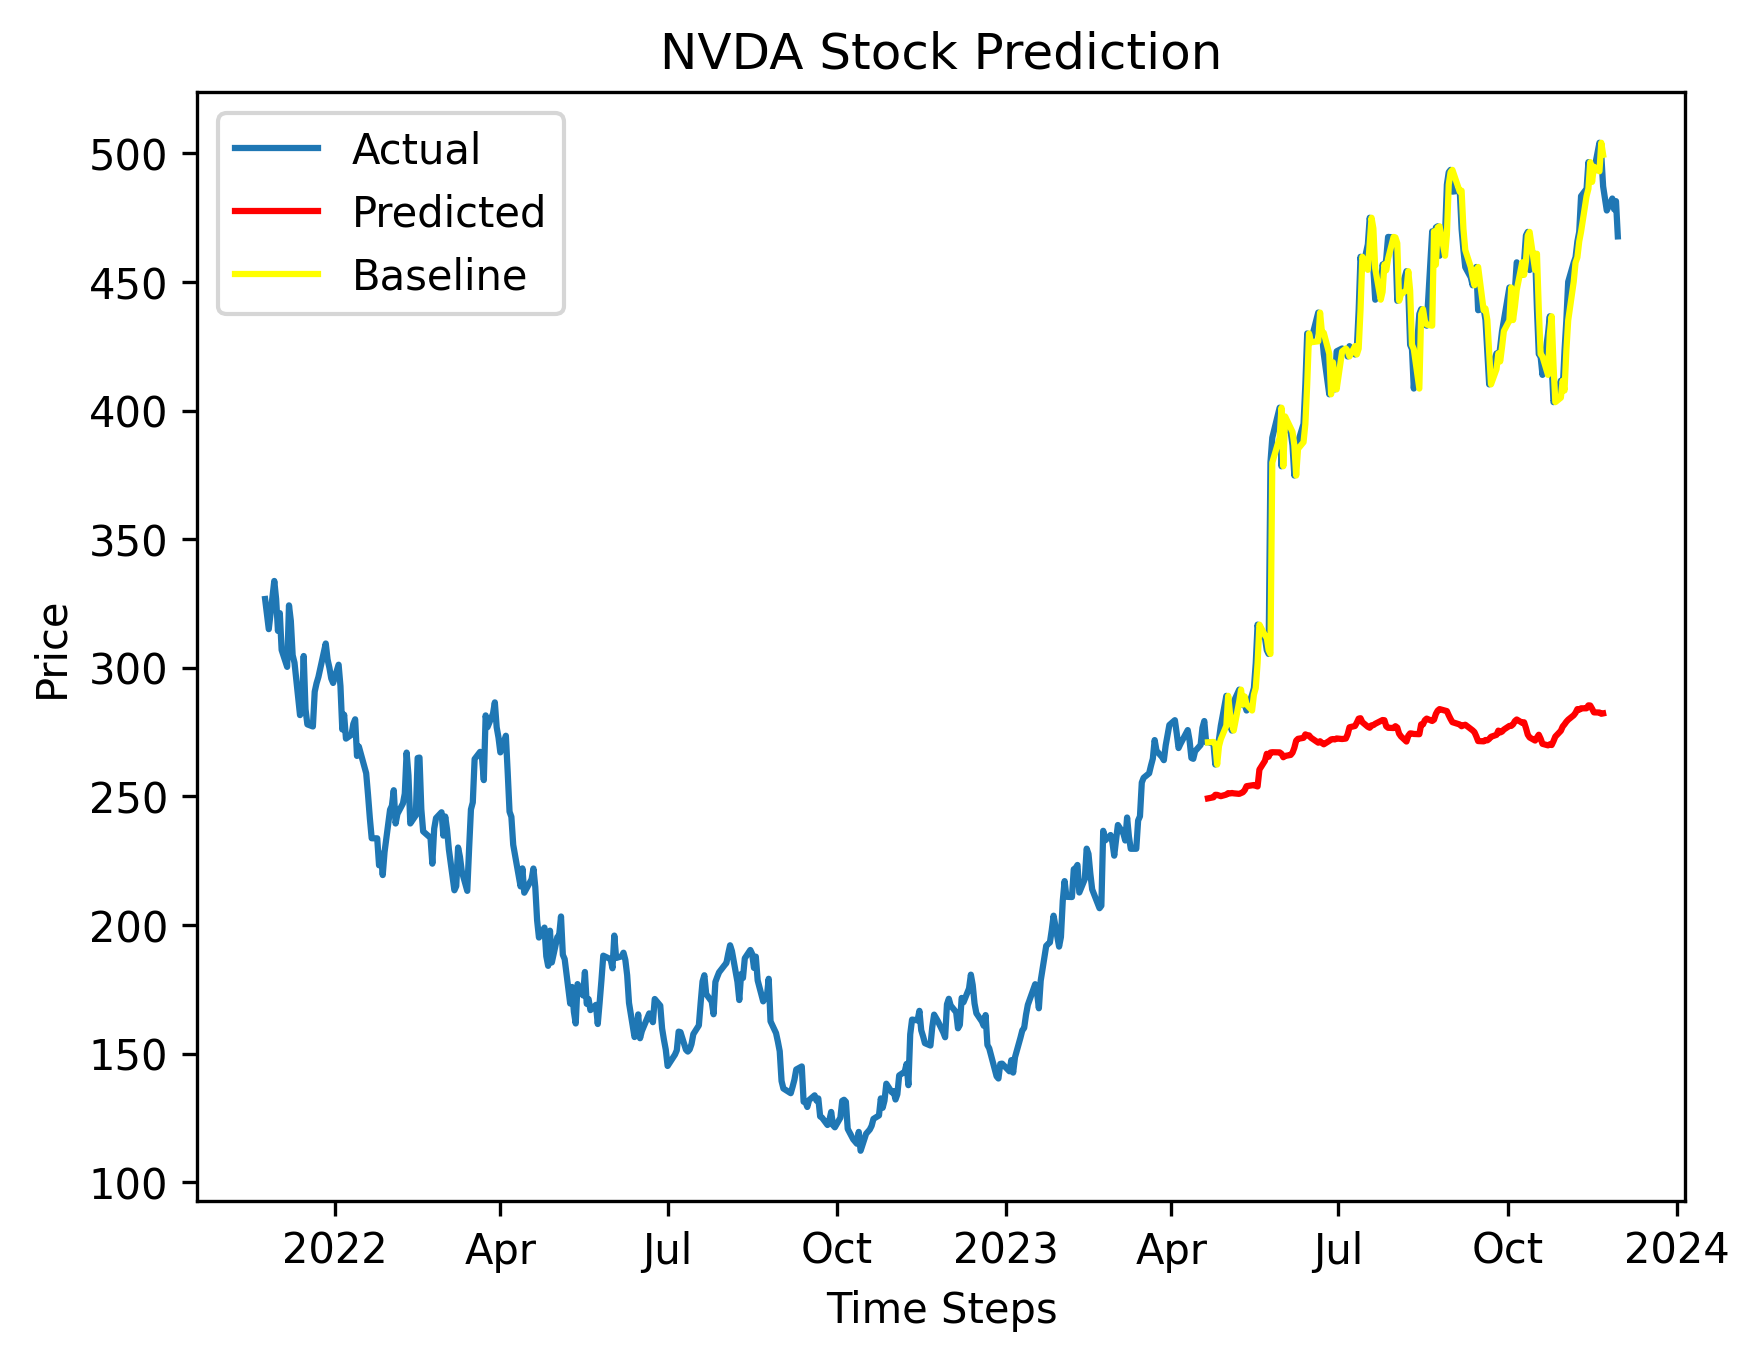 NVDA Stock Prediction
Actual
Predicted
Baseline
500
450
400
350
300
250
200
150
100
Price
2022 Apr Jul Oct 2023 Apr Jul Oct 2024
Time Steps